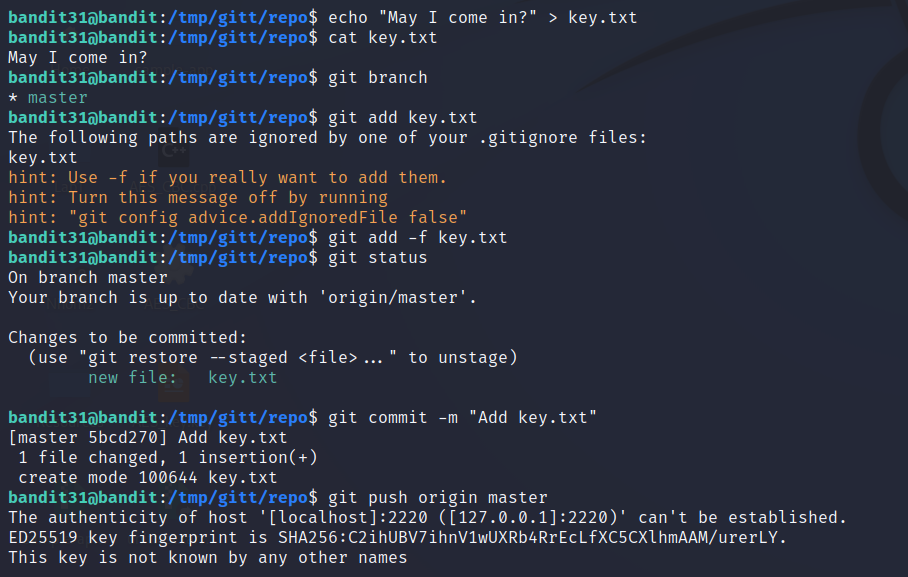 bandit31@bandit:/tmp/gitt/repo$ echo "May I come in?" > key.txt
bandit31@bandit:/tmp/gitt/repo$ cat key.txt
May I come in?
bandit31@bandit:/tmp/gitt/repo$ git branch
* master
bandit31@bandit:/tmp/gitt/repo$ git add key.txt
The following paths are ignored by one of your .gitignore files:
key.txt
hint: Use -f if you really want to add them.
hint: Turn this message off by running
hint: "git config advice.addIgnoredFile false"
bandit31@bandit:/tmp/gitt/repo$ git add -f key.txt
bandit31@bandit:/tmp/gitt/repo$ git status
On branch master
Your branch is up to date with 'origin/master'.
Changes to be committed:
  (use "git restore --staged <file>..." to unstage)
        new file:   key.txt
bandit31@bandit:/tmp/gitt/repo$ git commit -m "Add key.txt"
[master 5bcd270] Add key.txt
 1 file changed, 1 insertion(+)
 create mode 100644 key.txt
bandit31@bandit:/tmp/gitt/repo$ git push origin master
The authenticity of host '[localhost]:2220 ([127.0.0.1]:2220)' can't be established.
ED25519 key fingerprint is SHA256:C2ihUBV7ihnV1wUXRb4RrEcLfXC5CXlhmAAM/urerLY.
This key is not known by any other names